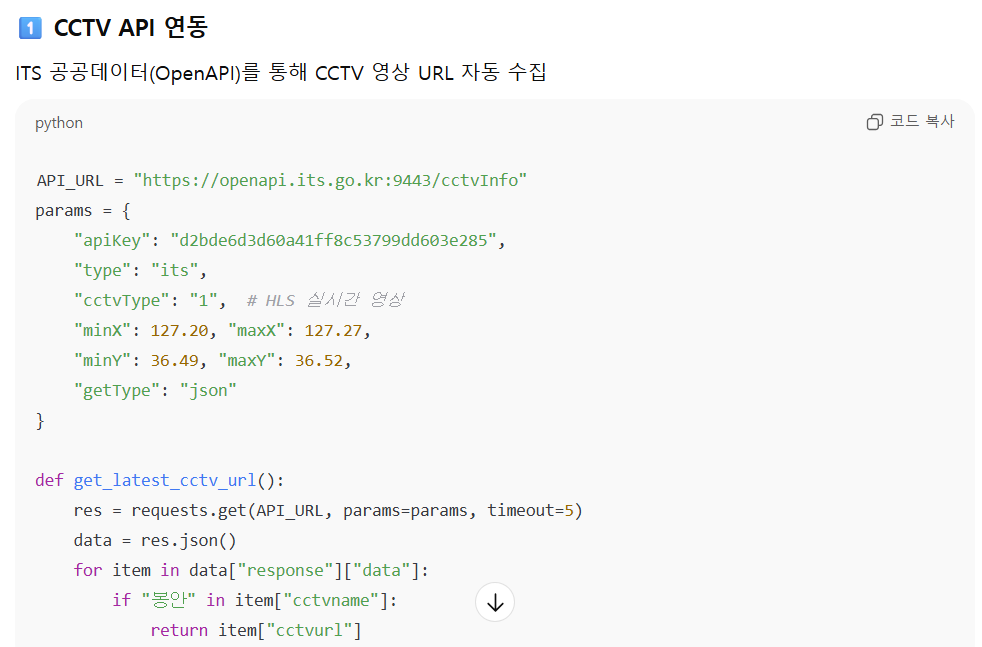 1 CCTV API 연동
ITS 공공데이터(OpenAPI)를 통해 CCTV 영상 URL 자동 수집
python
코드 복사
API_URL = "https://openapi.its.go.kr:9443/cctvInfo"
params = {
    "apiKey": "d2bde6d3d60a41ff8c53799dd603e285",
    "type": "its",
    "cctvType": "1",  # HLS 실시간 영상
    "minX": 127.20, "maxX": 127.27,
    "minY": 36.49, "maxY": 36.52,
    "getType": "json"
}
def get_latest_cctv_url():
    res = requests.get(API_URL, params=params, timeout=5)
    data = res.json()
    for item in data["response"]["data"]:
        if "봉안" in item["cctvname"]:
            return item["cctvurl"]